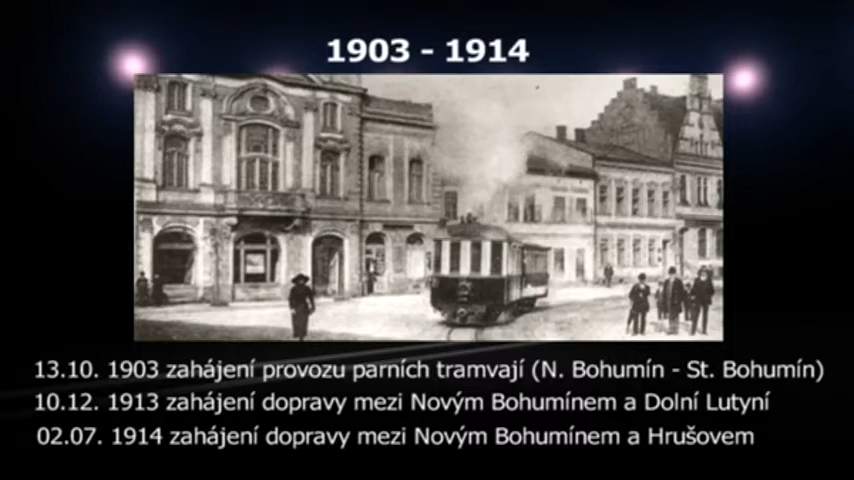 1903 - 1914
13.10. 1903 zahájení provozu parních tramvají (N. Bohumín - St. Bohumín)
10.12. 1913 zahájení dopravy mezi Novým Bohumínem a Dolní Lutyní
02.07. 1914 zahájení dopravy mezi Novým Bohumínem a Hrušovem